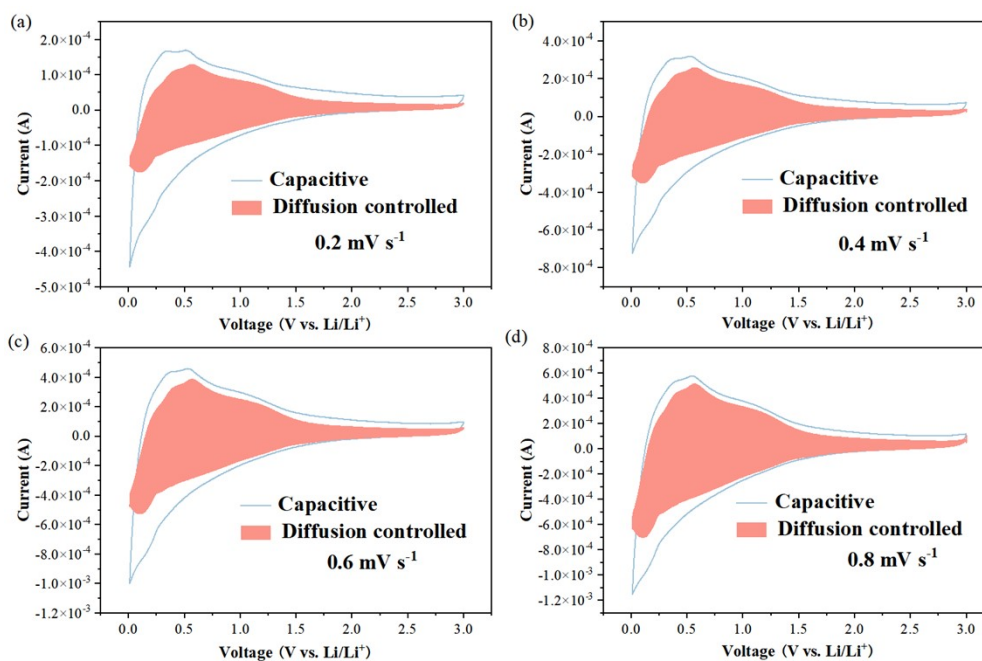 (a)
2.0×10⁻⁴
1.0×10⁻⁴
0.0
-1.0×10⁻⁴
-2.0×10⁻⁴
-3.0×10⁻⁴
-4.0×10⁻⁴
-5.0×10⁻⁴
Current (A)
Capacitive
Diffusion controlled
0.2 mV s⁻¹
0.0 0.5 1.0 1.5 2.0 2.5 3.0
Voltage (V vs. Li/Li⁺)
(b)
4.0×10⁻⁴
2.0×10⁻⁴
0.0
-2.0×10⁻⁴
-4.0×10⁻⁴
-6.0×10⁻⁴
-8.0×10⁻⁴
Current (A)
Capacitive
Diffusion controlled
0.4 mV s⁻¹
0.0 0.5 1.0 1.5 2.0 2.5 3.0
Voltage (V vs. Li/Li⁺)
(c)
6.0×10⁻⁴
4.0×10⁻⁴
2.0×10⁻⁴
0.0
-2.0×10⁻⁴
-4.0×10⁻⁴
-6.0×10⁻⁴
-8.0×10⁻⁴
-1.0×10⁻³
-1.2×10⁻³
Current (A)
Capacitive
Diffusion controlled
0.6 mV s⁻¹
0.0 0.5 1.0 1.5 2.0 2.5 3.0
Voltage (V vs. Li/Li⁺)
(d)
8.0×10⁻⁴
6.0×10⁻⁴
4.0×10⁻⁴
2.0×10⁻⁴
0.0
-2.0×10⁻⁴
-4.0×10⁻⁴
-6.0×10⁻⁴
-8.0×10⁻⁴
-1.0×10⁻³
-1.2×10⁻³
Current (A)
Capacitive
Diffusion controlled
0.8 mV s⁻¹
0.0 0.5 1.0 1.5 2.0 2.5 3.0
Voltage (V vs. Li/Li⁺)